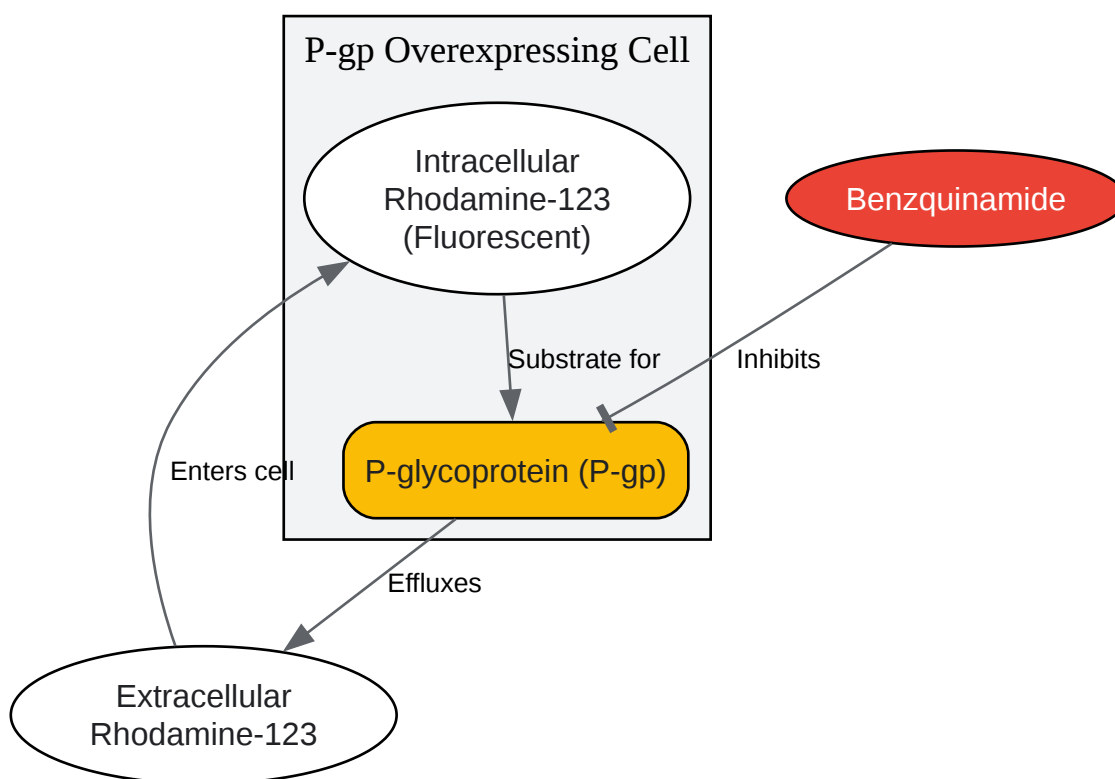 P-gp Overexpressing Cell
Intracellular
Rhodamine-123
(Fluorescent)
Benzquinamide
Substrate for
Inhibits
P-glycoprotein (P-gp)
Enters cell
Effluxes
Extracellular
Rhodamine-123